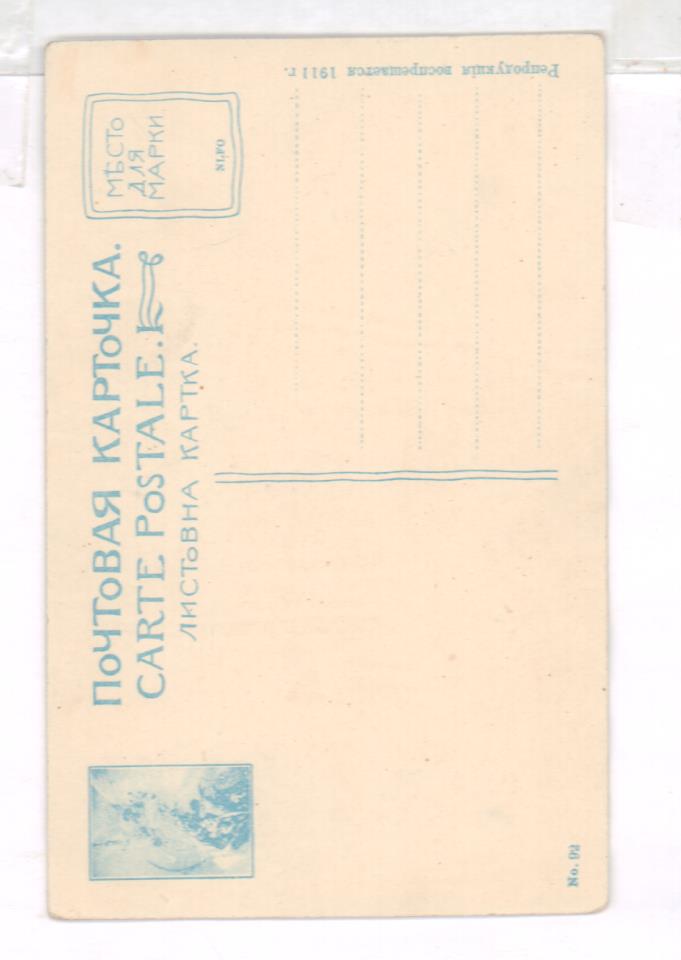 ПОЧТОВАЯ КАРТОЧКА.
CARTE POSTALE.
ЛИСТОВНА КАРТКА.
МѢСТО
ДЛЯ
МАРКИ
Репродукція воспрещается 1911 г.
No. 92